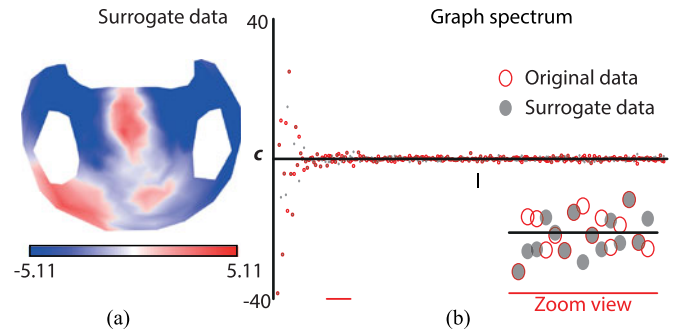 Surrogate data
40
Graph spectrum
Original data
Surrogate data
c
-5.11
5.11
-40
Zoom view
(a)
(b)